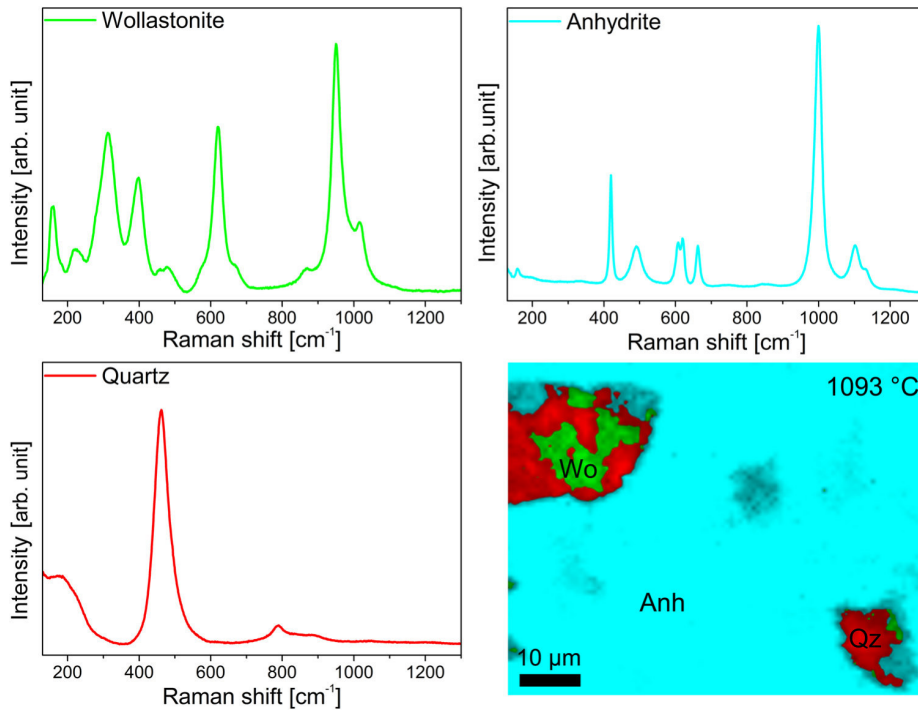 Wollastonite
Intensity [arb. unit]
200 400 600 800 1000 1200
Raman shift [cm⁻¹]
Anhydrite
Intensity [arb.unit]
200 400 600 800 1000 1200
Raman shift [cm⁻¹]
Quartz
Intensity [arb. unit]
200 400 600 800 1000 1200
Raman shift [cm⁻¹]
1093 °C
Wo
Anh
Qz
10 µm